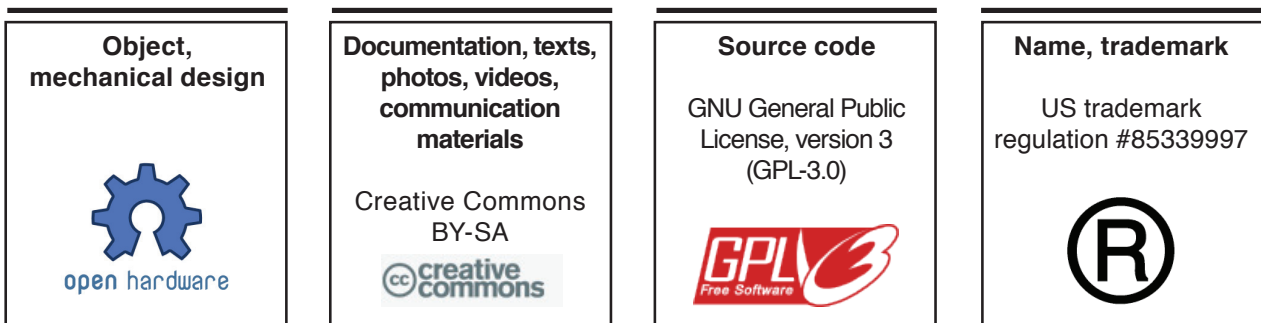 Object,
mechanical design
open hardware
Documentation, texts,
photos, videos,
communication
materials
Creative Commons
BY-SA
cc creative
commons
Source code
GNU General Public
License, version 3
(GPL-3.0)
GPL 3
Free Software
Name, trademark
US trademark
regulation #85339997
®